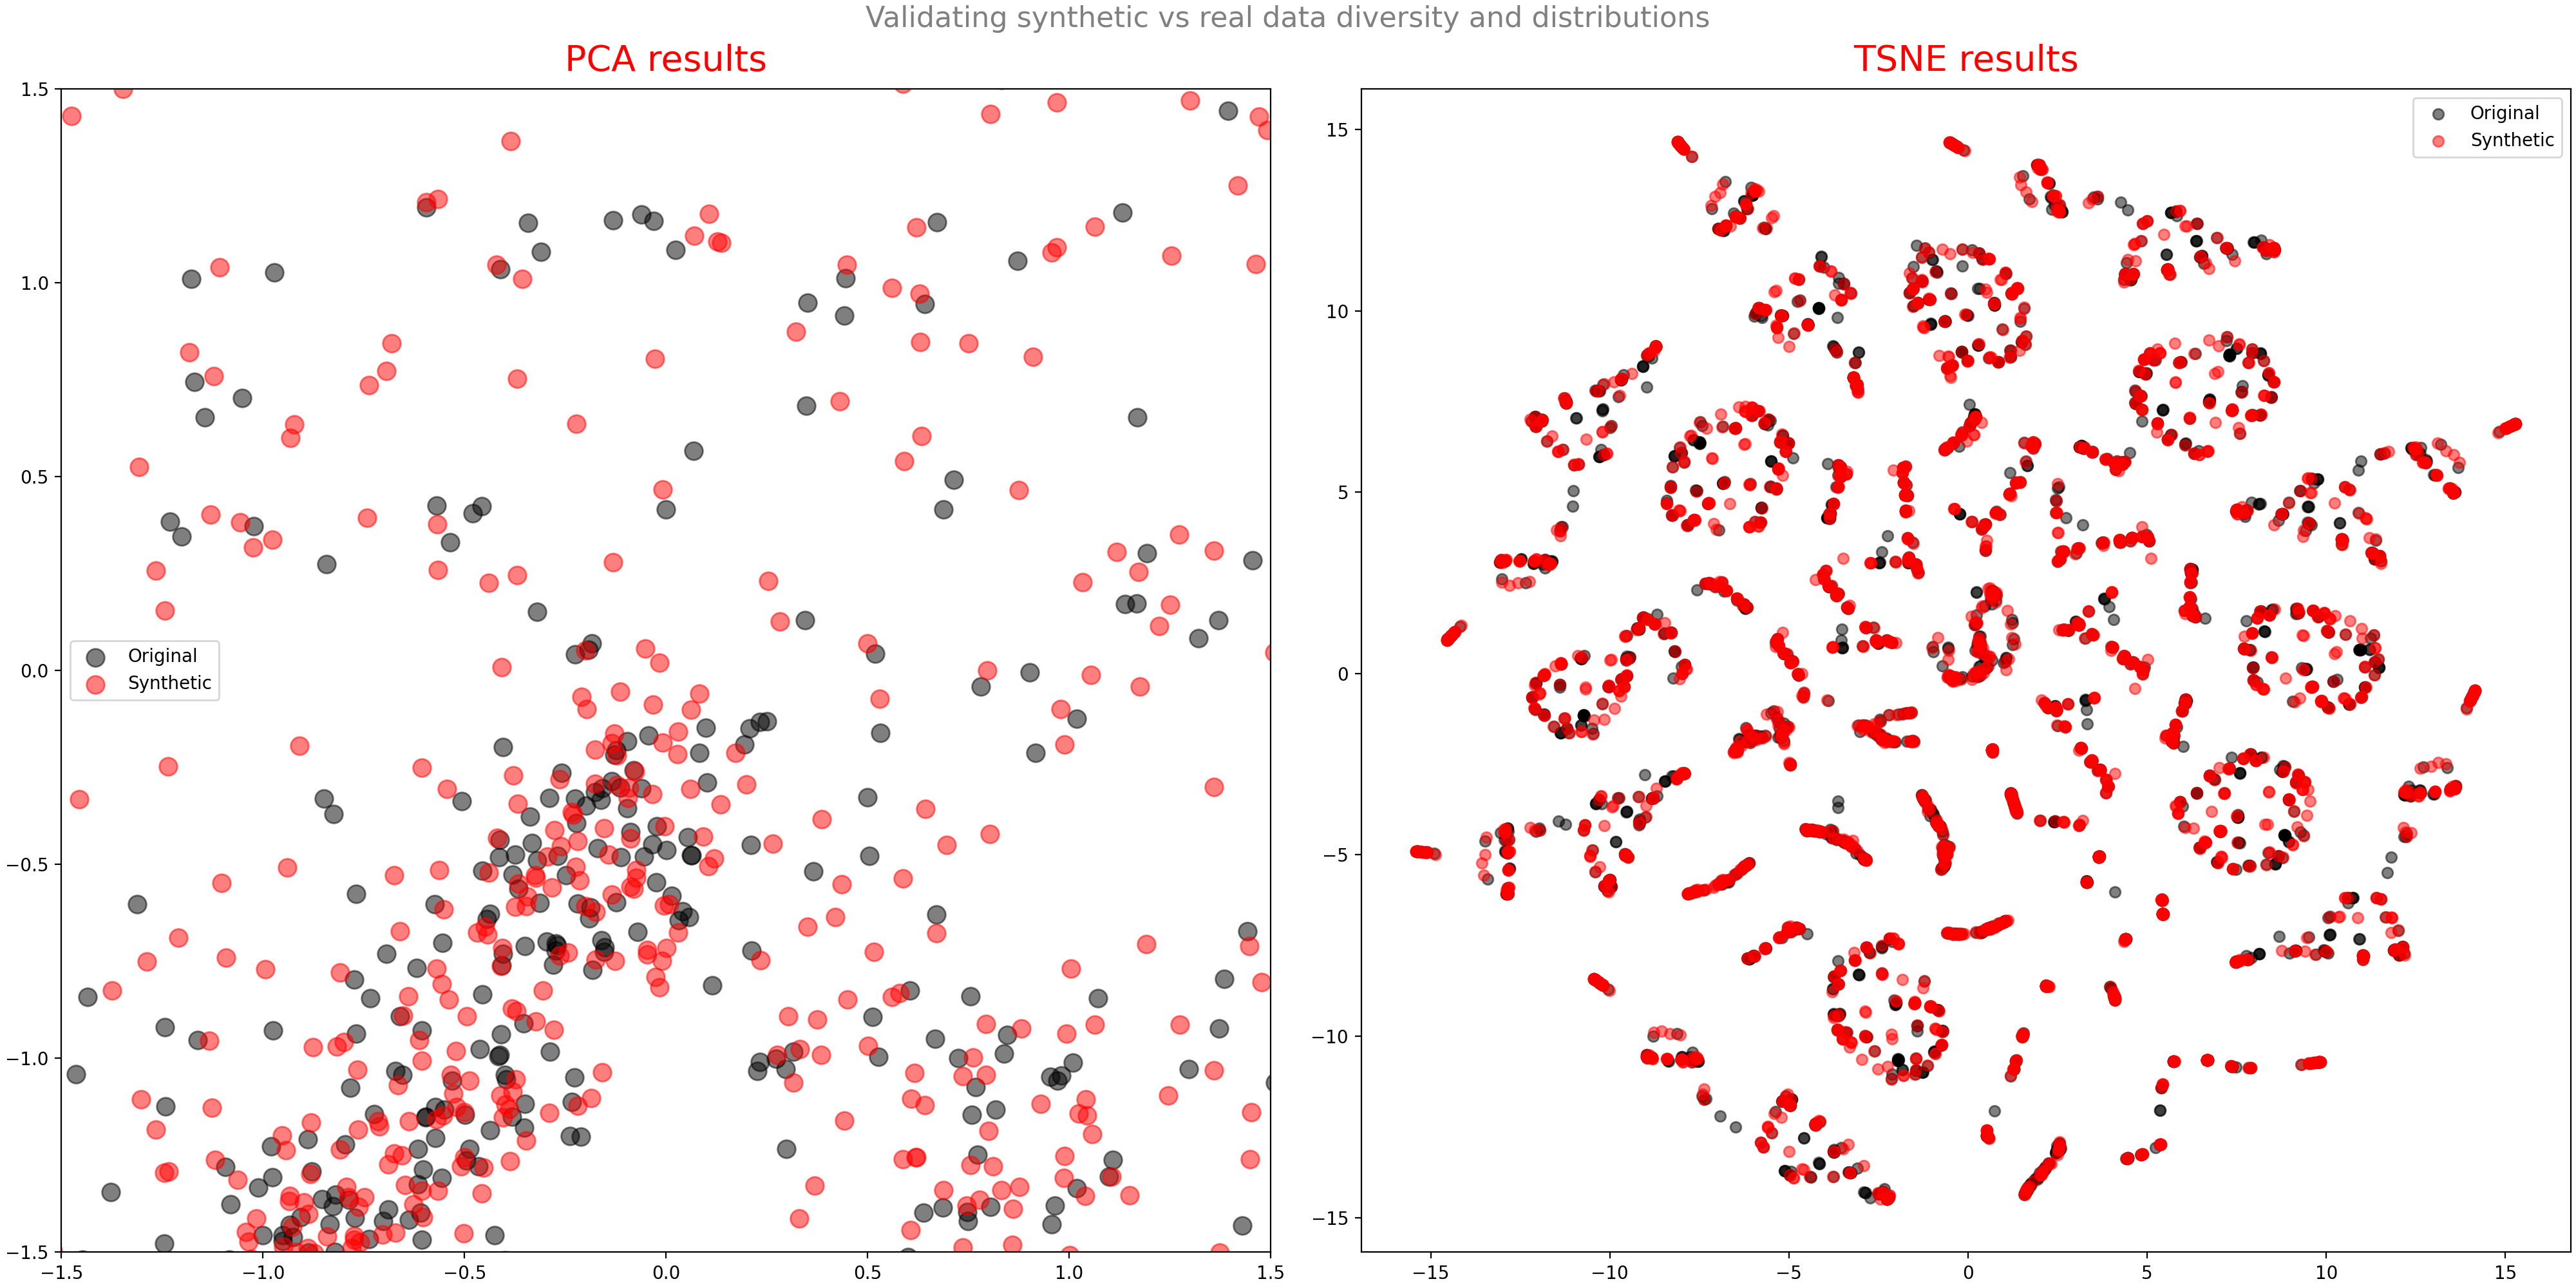 Validating synthetic vs real data diversity and distributions
PCA results
1.5
1.0
0.5
0.0
−0.5
−1.0
−1.5
Original
Synthetic
−1.5 −1.0 −0.5 0.0 0.5 1.0 1.5
TSNE results
15
10
5
0
−5
−10
−15
Original
Synthetic
−15 −10 −5 0 5 10 15